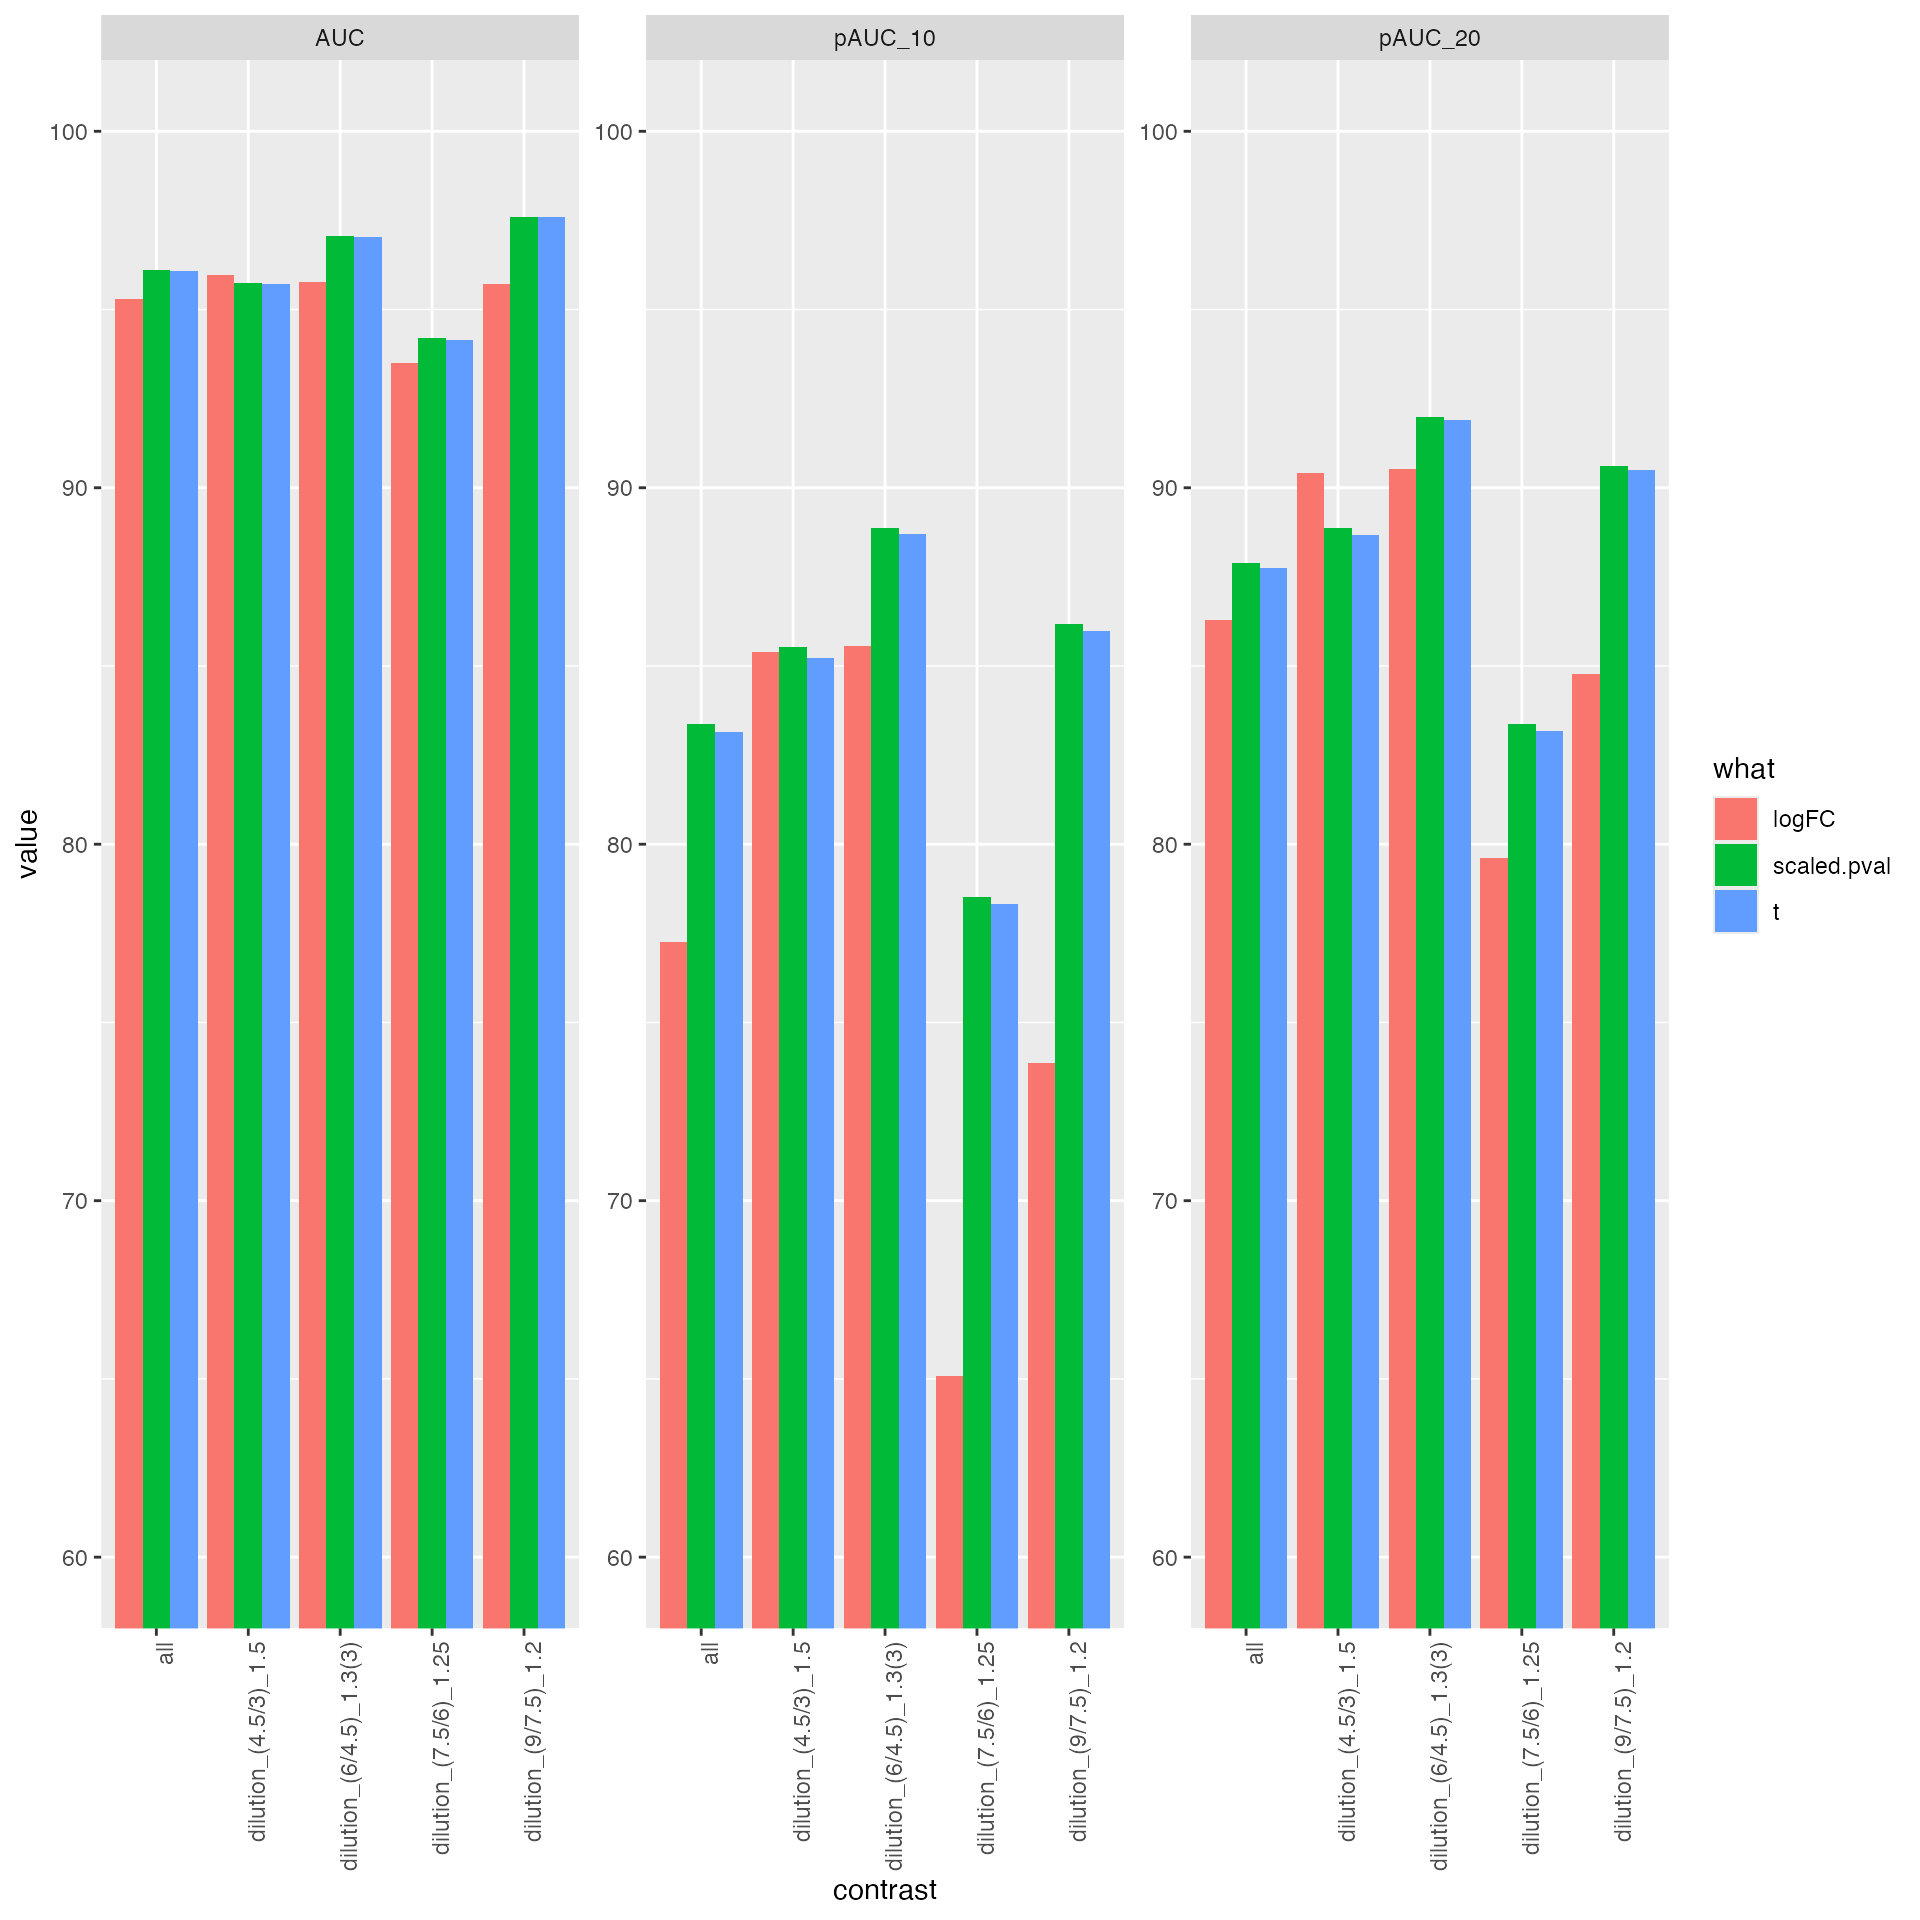 AUC
pAUC_10
pAUC_20
value
100
90
80
70
60
100
90
80
70
60
100
90
80
70
60
all
dilution_(4.5/3)_1.5
dilution_(6/4.5)_1.3(3)
dilution_(7.5/6)_1.25
dilution_(9/7.5)_1.2
all
dilution_(4.5/3)_1.5
dilution_(6/4.5)_1.3(3)
dilution_(7.5/6)_1.25
dilution_(9/7.5)_1.2
all
dilution_(4.5/3)_1.5
dilution_(6/4.5)_1.3(3)
dilution_(7.5/6)_1.25
dilution_(9/7.5)_1.2
contrast
what
logFC
scaled.pval
t